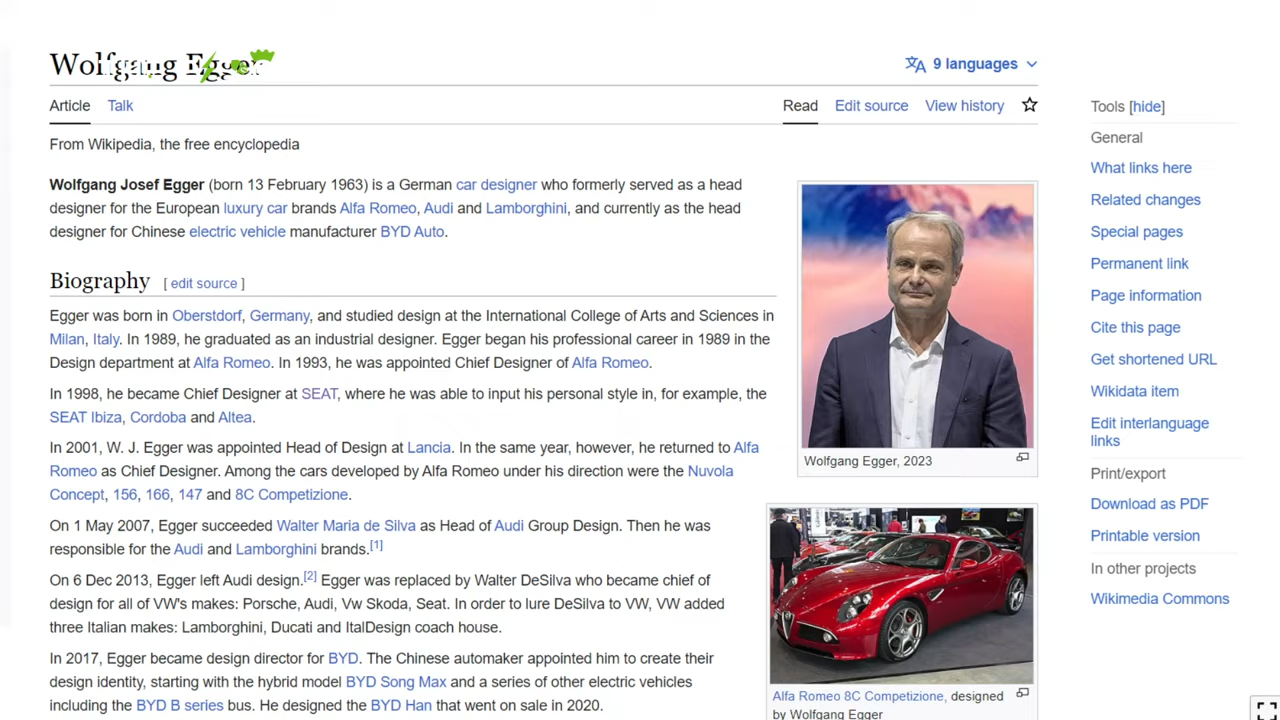 Wolfgang Egger
9 languages
Article Talk
Read Edit source View history
Tools [hide]
From Wikipedia, the free encyclopedia
General
What links here
Related changes
Special pages
Permanent link
Page information
Cite this page
Get shortened URL
Wikidata item
Edit interlanguage
links
Print/export
Download as PDF
Printable version
In other projects
Wikimedia Commons
Wolfgang Josef Egger (born 13 February 1963) is a German car designer who formerly served as a head
designer for the European luxury car brands Alfa Romeo, Audi and Lamborghini, and currently as the head
designer for Chinese electric vehicle manufacturer BYD Auto.
Biography [ edit source ]
Egger was born in Oberstdorf, Germany, and studied design at the International College of Arts and Sciences in
Milan, Italy. In 1989, he graduated as an industrial designer. Egger began his professional career in 1989 in the
Design department at Alfa Romeo. In 1993, he was appointed Chief Designer of Alfa Romeo.
In 1998, he became Chief Designer at SEAT, where he was able to input his personal style in, for example, the
SEAT Ibiza, Cordoba and Altea.
In 2001, W. J. Egger was appointed Head of Design at Lancia. In the same year, however, he returned to Alfa
Romeo as Chief Designer. Among the cars developed by Alfa Romeo under his direction were the Nuvola
Concept, 156, 166, 147 and 8C Competizione.
On 1 May 2007, Egger succeeded Walter Maria de Silva as Head of Audi Group Design. Then he was
responsible for the Audi and Lamborghini brands.[1]
On 6 Dec 2013, Egger left Audi design.[2] Egger was replaced by Walter DeSilva who became chief of
design for all of VW's makes: Porsche, Audi, Vw Skoda, Seat. In order to lure DeSilva to VW, VW added
three Italian makes: Lamborghini, Ducati and ItalDesign coach house.
In 2017, Egger became design director for BYD. The Chinese automaker appointed him to create their
design identity, starting with the hybrid model BYD Song Max and a series of other electric vehicles
including the BYD B series bus. He designed the BYD Han that went on sale in 2020.
Wolfgang Egger, 2023
Alfa Romeo 8C Competizione, designed
by Wolfgang Egger